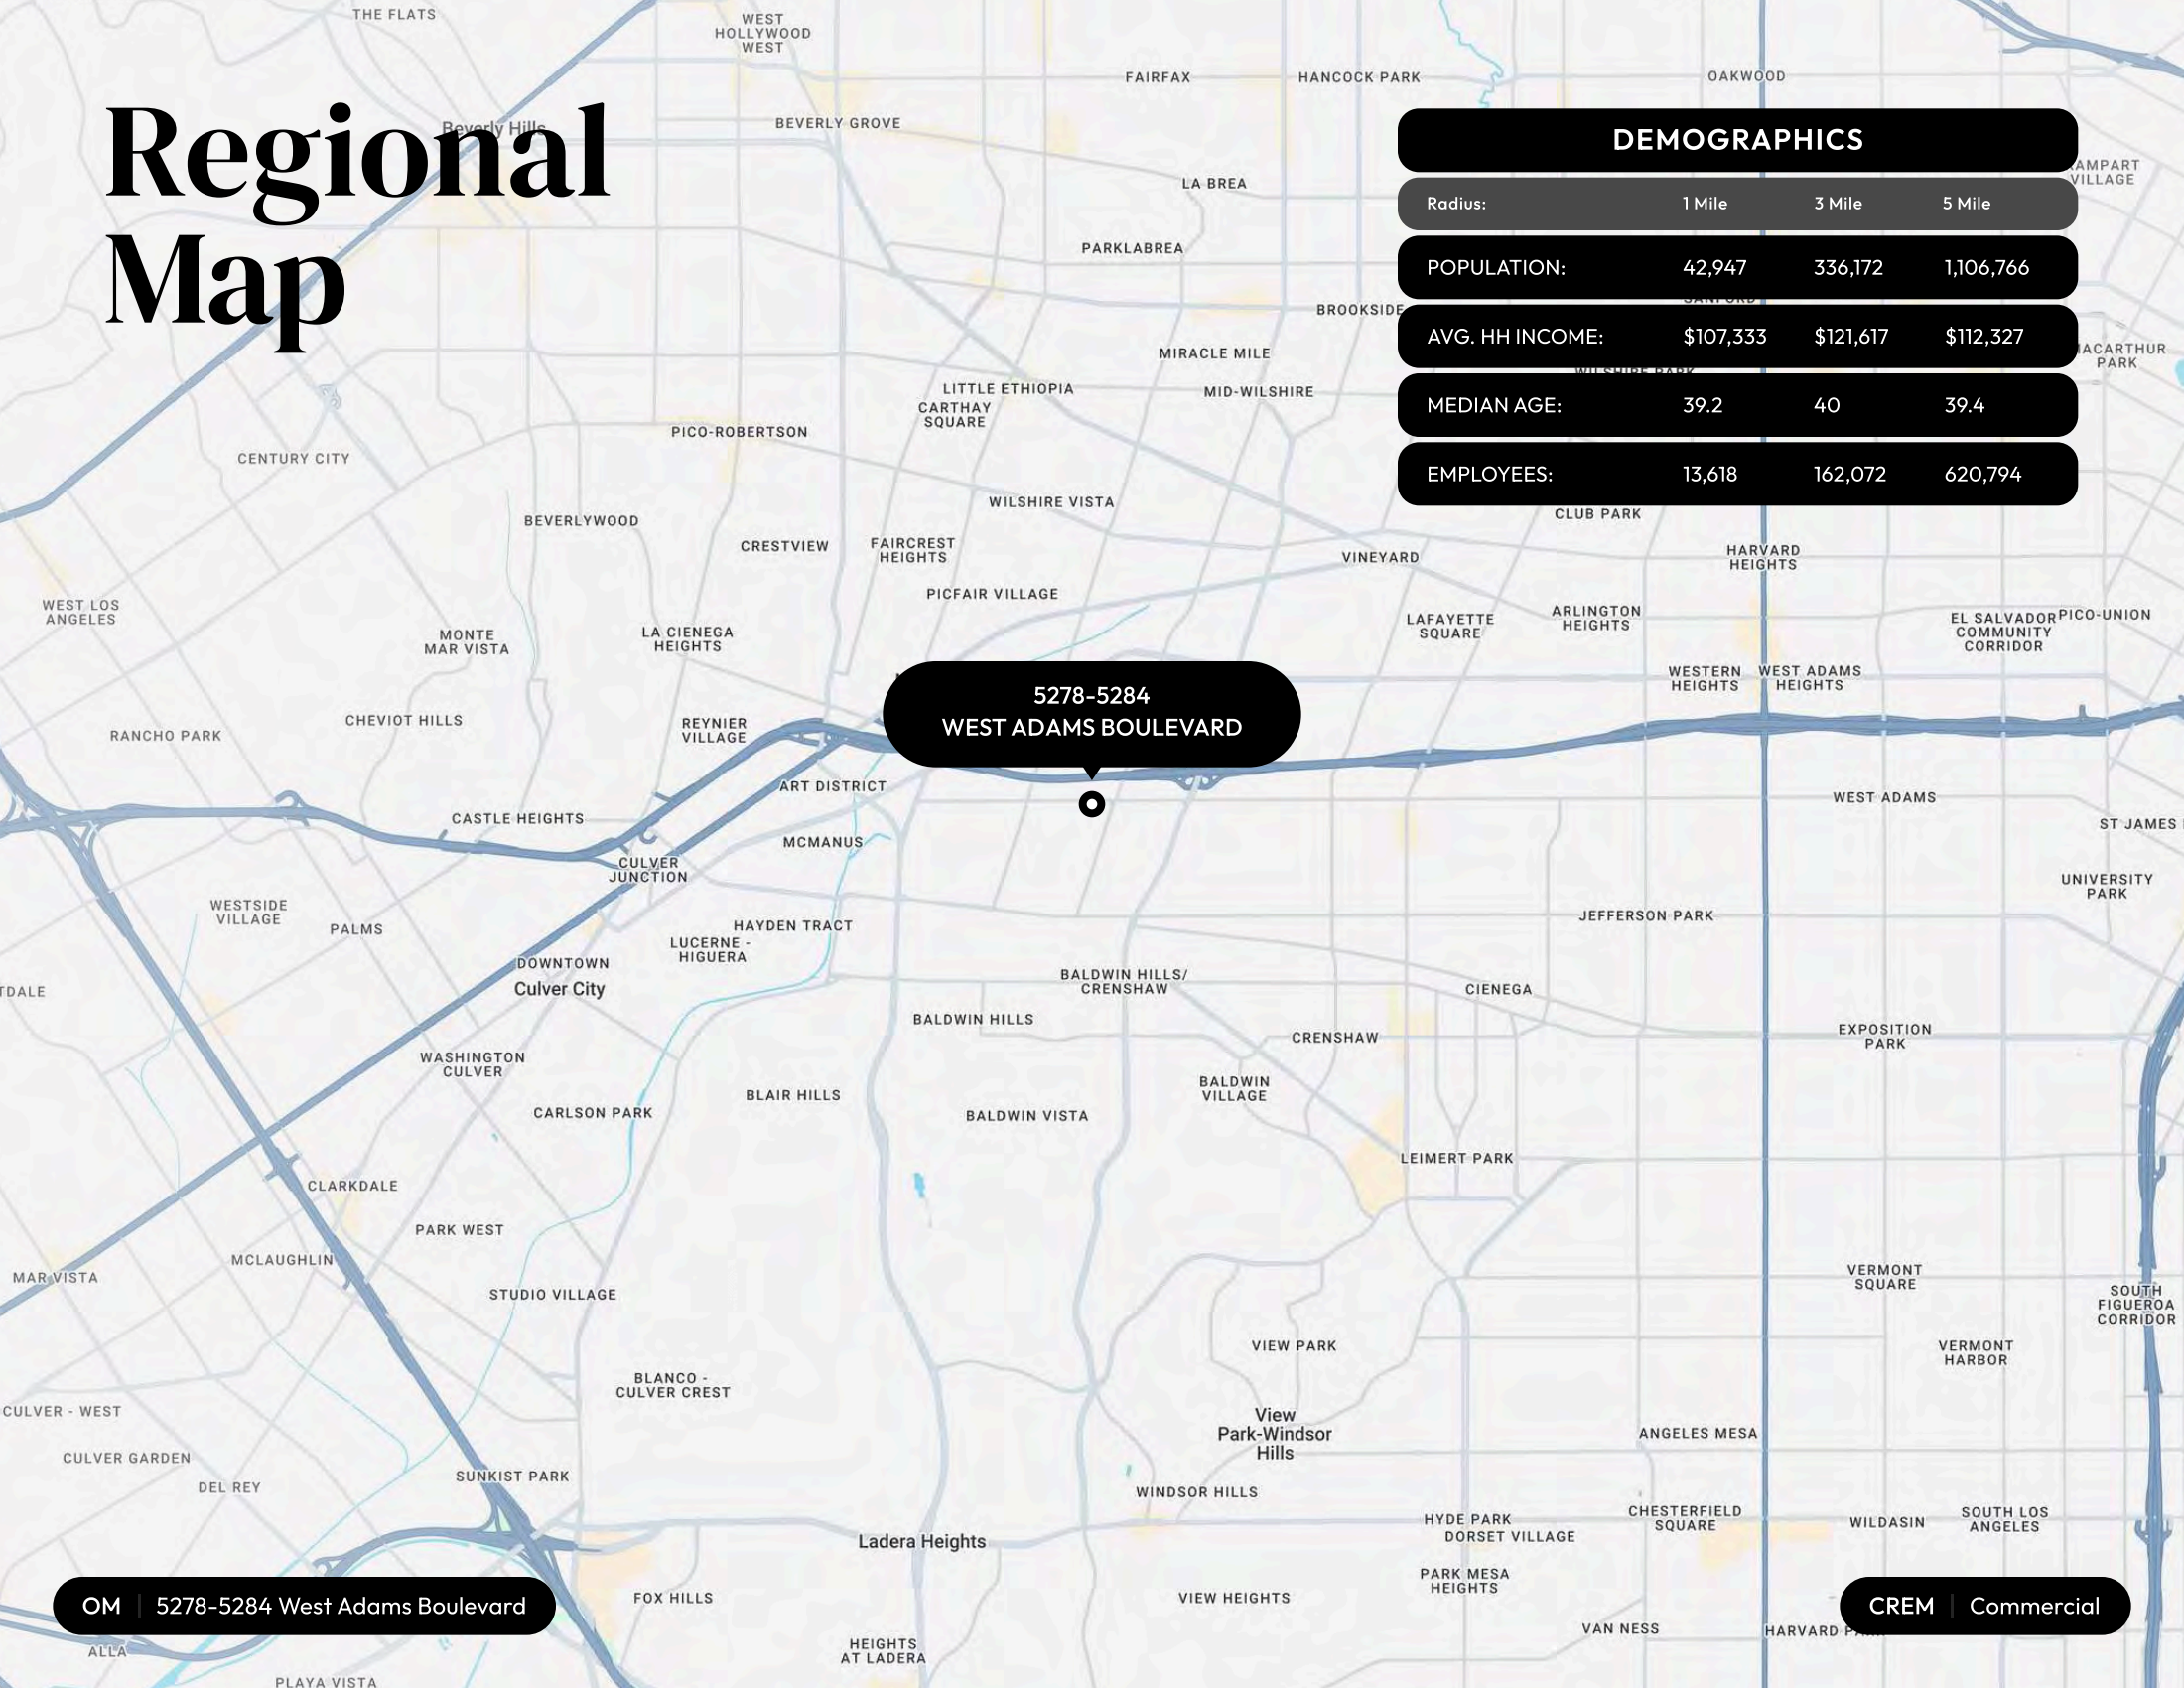 THE FLATS
WEST
HOLLYWOOD
WEST
FAIRFAX
HANCOCK PARK
OAKWOOD
Regional
Map
Beverly Hills
BEVERLY GROVE
LA BREA
PARKLABREA
BROOKSIDE
MIRACLE MILE
LITTLE ETHIOPIA
MID-WILSHIRE
CARTHAY
SQUARE
DEMOGRAPHICS
Radius: 1 Mile 3 Mile 5 Mile
POPULATION: 42,947 336,172 1,106,766
AVG. HH INCOME: $107,333 $121,617 $112,327
MEDIAN AGE: 39.2 40 39.4
EMPLOYEES: 13,618 162,072 620,794
VILLAGE
PARK
PICO-ROBERTSON
CENTURY CITY
WILSHIRE VISTA
CLUB PARK
BEVERLYWOOD
CRESTVIEW
FAIRCREST
HEIGHTS
VINEYARD
HARVARD
HEIGHTS
PICFAIR VILLAGE
WEST LOS
ANGELES
MONTE
MAR VISTA
LA CIENEGA
HEIGHTS
LAFAYETTE
SQUARE
ARLINGTON
HEIGHTS
EL SALVADOR
COMMUNITY
CORRIDOR
PICO-UNION
WESTERN
HEIGHTS
WEST ADAMS
HEIGHTS
5278-5284
WEST ADAMS BOULEVARD
RANCHO PARK
CHEVIOT HILLS
REYNIER
VILLAGE
ART DISTRICT
WEST ADAMS
CASTLE HEIGHTS
MCMANUS
ST JAMES
CULVER
JUNCTION
UNIVERSITY
PARK
WESTSIDE
VILLAGE
PALMS
HAYDEN TRACT
LUCERNE -
HIGUERA
JEFFERSON PARK
DOWNTOWN
Culver City
BALDWIN HILLS/
CRENSHAW
CIENEGA
BALDWIN HILLS
CRENSHAW
EXPOSITION
PARK
WASHINGTON
CULVER
BLAIR HILLS
BALDWIN
VILLAGE
CARLSON PARK
BALDWIN VISTA
LEIMERT PARK
CLARKDALE
PARK WEST
MCLAUGHLIN
MAR VISTA
STUDIO VILLAGE
VERMONT
SQUARE
SOUTH
FIGUEROA
CORRIDOR
VIEW PARK
VERMONT
HARBOR
BLANCO -
CULVER CREST
CULVER - WEST
View
Park-Windsor
Hills
ANGELES MESA
CULVER GARDEN
DEL REY
SUNKIST PARK
WINDSOR HILLS
HYDE PARK
DORSET VILLAGE
CHESTERFIELD
SQUARE
WILDASIN
SOUTH LOS
ANGELES
Ladera Heights
PARK MESA
HEIGHTS
FOX HILLS
VIEW HEIGHTS
VAN NESS
HARVARD
HEIGHTS
AT LADERA
ALLA
PLAYA VISTA
OM | 5278-5284 West Adams Boulevard
CREM | Commercial